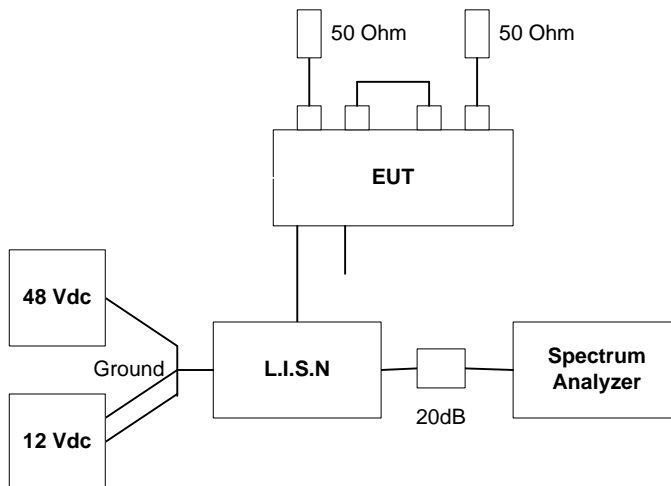 50 Ohm
50 Ohm
EUT
48 Vdc
Ground
L.I.S.N
Spectrum
Analyzer
20dB
12 Vdc